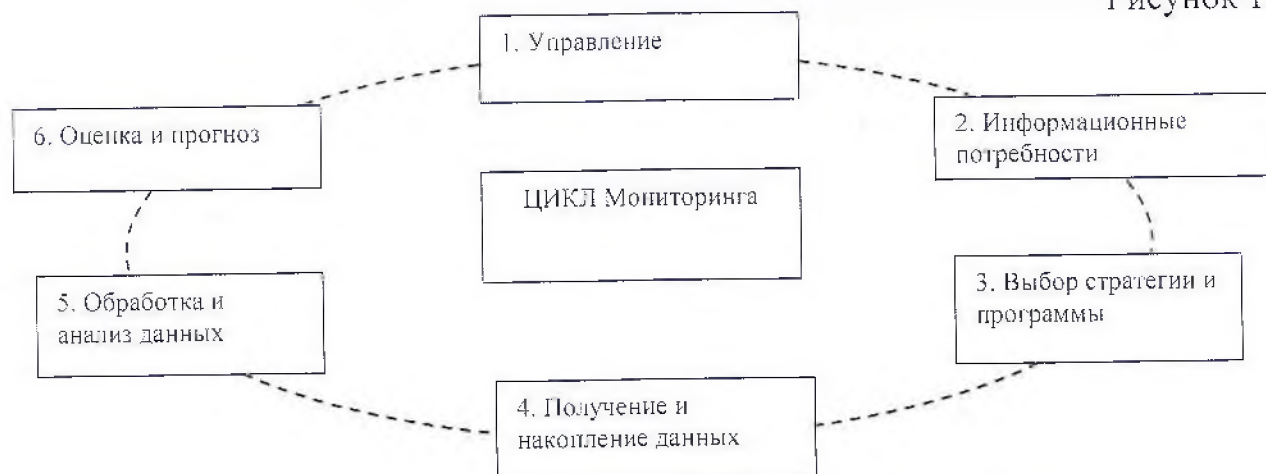 Рисунок 1
1. Управление
2. Информационные
потребности
ЦИКЛ Мониторинга
3. Выбор стратегии и
программы
4. Получение и
накопление данных
5. Обработка и
анализ данных
6. Оценка и прогноз